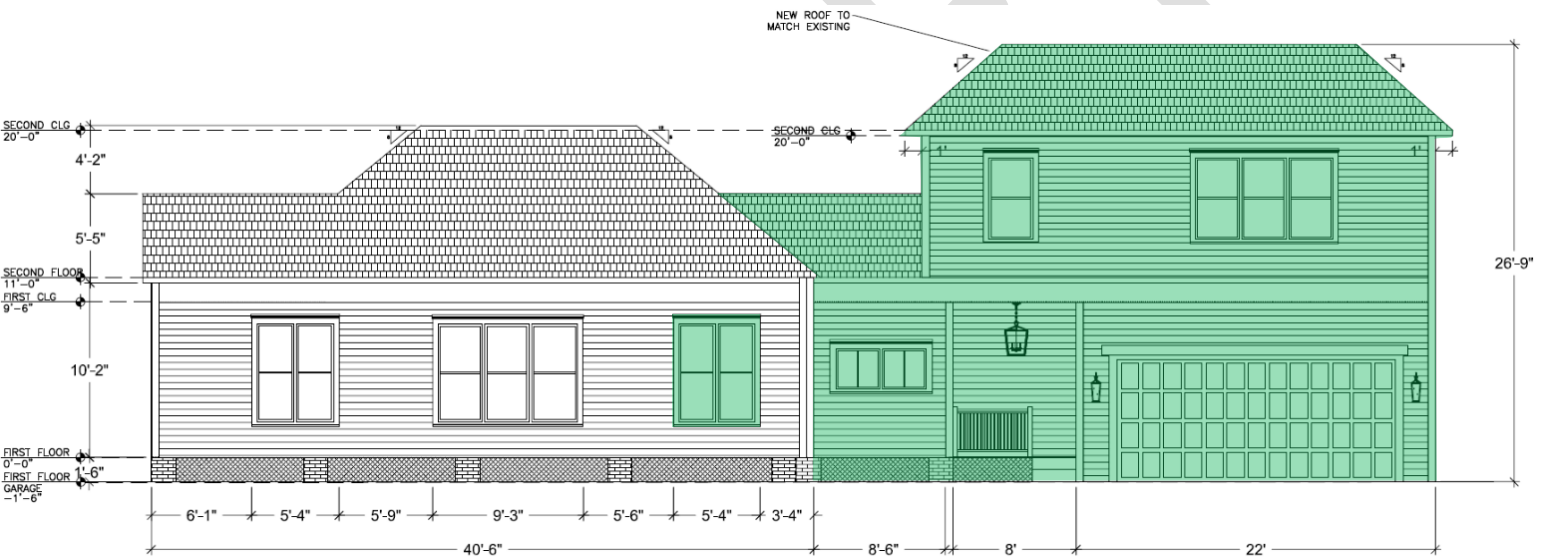 NEW ROOF TO
MATCH EXISTING
SECOND CLG
20'-0"
4'-2"
SECOND CLG
20'-0"
1'
1'
5'-5"
26'-9"
SECOND FLOOR
11'-0"
FIRST CLG
9'-6"
10'-2"
FIRST FLOOR
0'-0"
1'-6"
FIRST FLOOR
GARAGE
-1'-6"
6'-1" 5'-4" 5'-9" 9'-3" 5'-6" 5'-4" 3'-4"
40'-6" 8'-6" 8' 22'